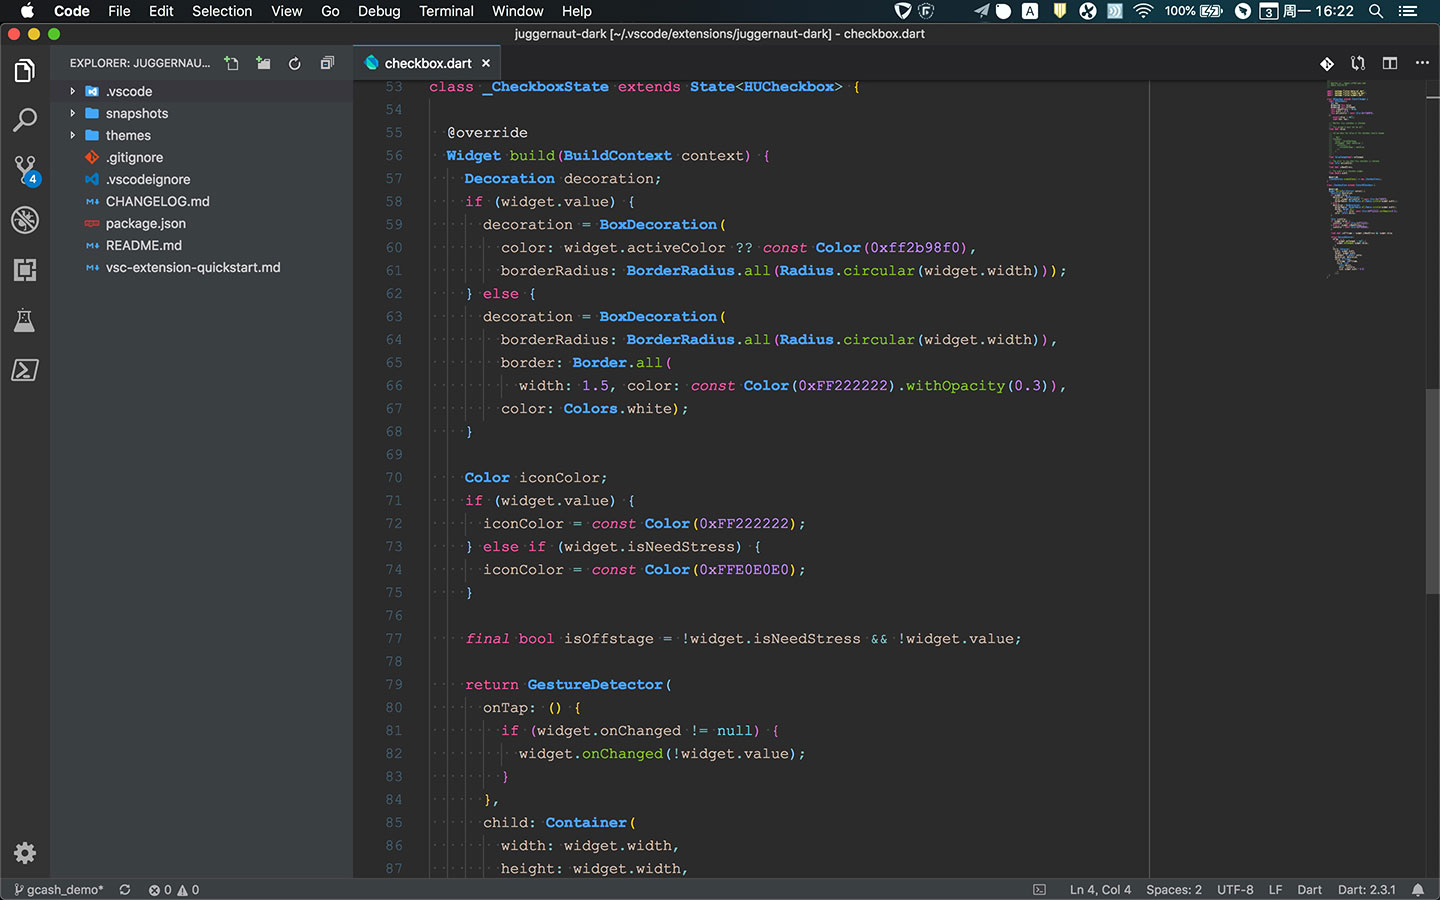 Code File Edit Selection View Go Debug Terminal Window Help A 100% 3 周一 16:22
juggernaut-dark [~/.vscode/extensions/juggernaut-dark] - checkbox.dart
EXPLORER: JUGGERNAU...
.vscode
snapshots
themes
.gitignore
.vscodeignore
CHANGELOG.md
package.json
README.md
vsc-extension-quickstart.md
4
checkbox.dart ×
53 class _CheckboxState extends State<HUCheckbox> {
54
55 @override
56 Widget build(BuildContext context) {
57 Decoration decoration;
58 if (widget.value) {
59 decoration = BoxDecoration(
60 color: widget.activeColor ?? const Color(0xff2b98f0),
61 borderRadius: BorderRadius.all(Radius.circular(widget.width)));
62 } else {
63 decoration = BoxDecoration(
64 borderRadius: BorderRadius.all(Radius.circular(widget.width)),
65 border: Border.all(
66 width: 1.5, color: const Color(0xFF222222).withOpacity(0.3)),
67 color: Colors.white);
68 }
69
70 Color iconColor;
71 if (widget.value) {
72 iconColor = const Color(0xFF222222);
73 } else if (widget.isNeedStress) {
74 iconColor = const Color(0xFFE0E0E0);
75 }
76
77 final bool isOffstage = !widget.isNeedStress && !widget.value;
78
79 return GestureDetector(
80 onTap: () {
81 if (widget.onChanged != null) {
82 widget.onChanged(!widget.value);
83 }
84 },
85 child: Container(
86 width: widget.width,
87 height: widget.width,
gcash_demo* 0 0 Ln 4, Col 4 Spaces: 2 UTF-8 LF Dart Dart: 2.3.1